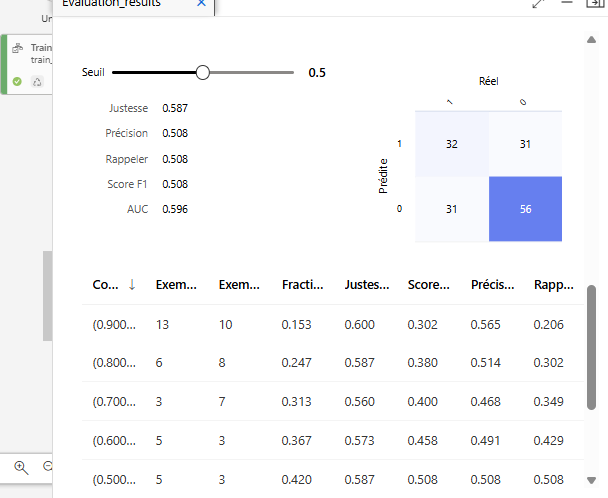 Evaluation_results
Un
Train
train_
Seuil 0.5
Justesse 0.587
Précision 0.508
Rappeler 0.508
Score F1 0.508
AUC 0.596
Réel
1 0
Prédite
1 32 31
0 31 56
Co... ↓ Exem... Exem... Fracti... Justes... Score... Précis... Rapp...
(0.900... 13 10 0.153 0.600 0.302 0.565 0.206
(0.800... 6 8 0.247 0.587 0.380 0.514 0.302
(0.700... 3 7 0.313 0.560 0.400 0.468 0.349
(0.600... 5 3 0.367 0.573 0.458 0.491 0.429
(0.500... 5 3 0.420 0.587 0.508 0.508 0.508